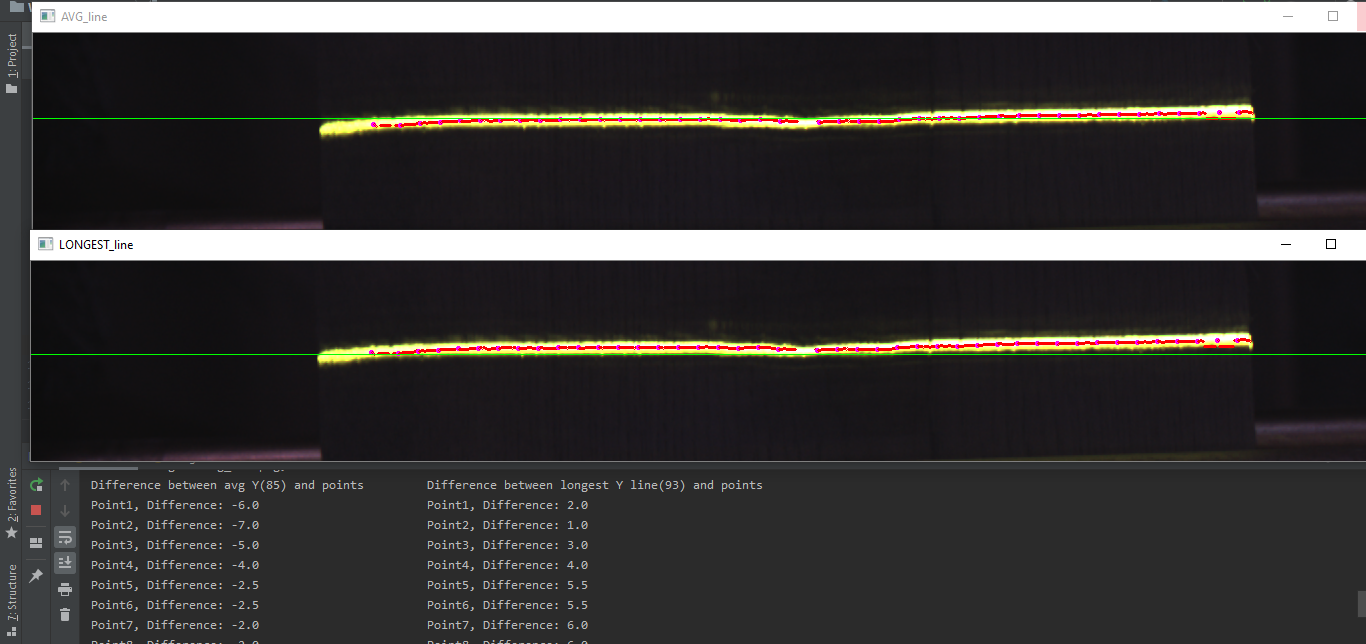 AVG_line
1: Project
LONGEST_line
2: Favorites
7: Structure
Difference between avg Y(85) and points Difference between longest Y line(93) and points
Point1, Difference: -6.0 Point1, Difference: 2.0
Point2, Difference: -7.0 Point2, Difference: 1.0
Point3, Difference: -5.0 Point3, Difference: 3.0
Point4, Difference: -4.0 Point4, Difference: 4.0
Point5, Difference: -2.5 Point5, Difference: 5.5
Point6, Difference: -2.5 Point6, Difference: 5.5
Point7, Difference: -2.0 Point7, Difference: 6.0